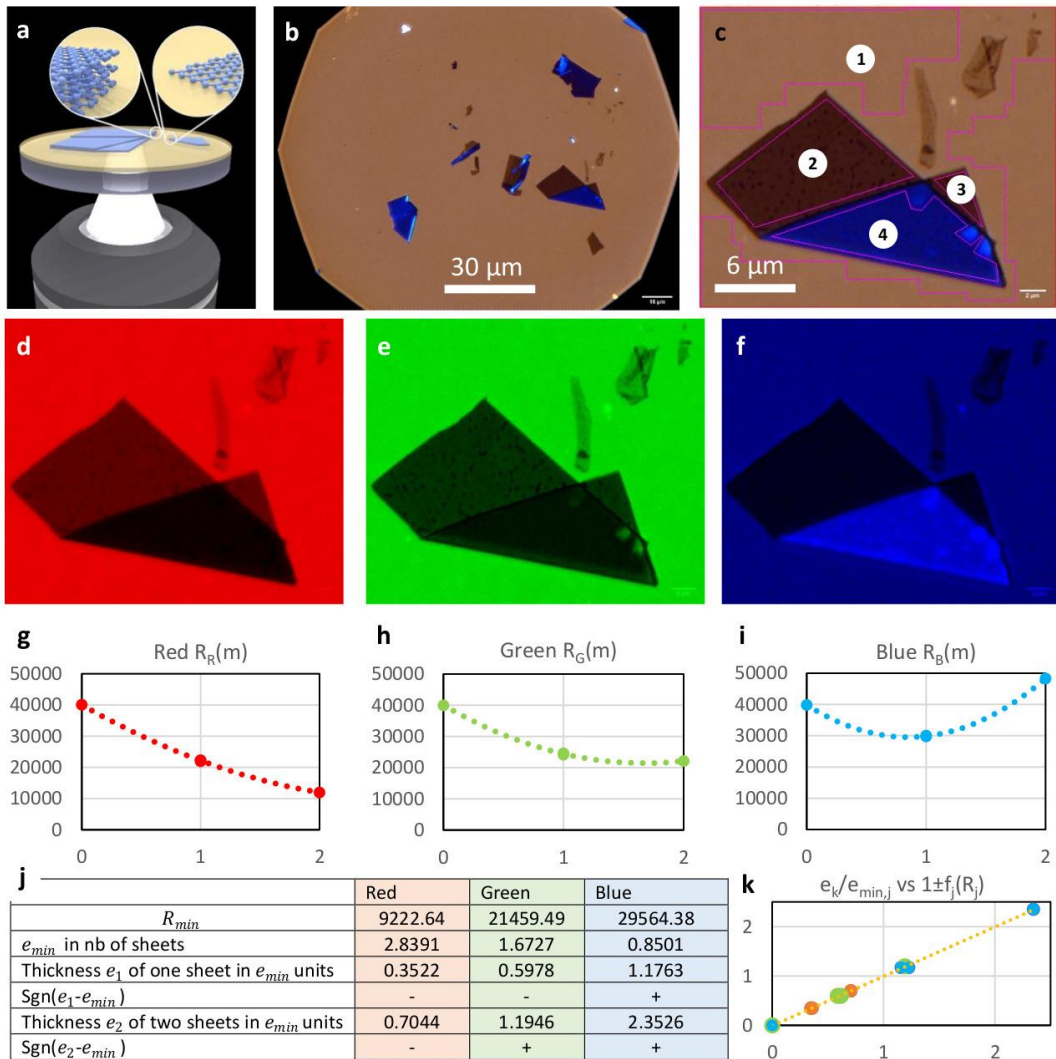 a
b
c
1
2
3
4
30 µm
10 µm
6 µm
2 µm
d
e
f
g
Red R_R(m)
50000
40000
30000
20000
10000
0
0
1
2
h
Green R_G(m)
50000
40000
30000
20000
10000
0
0
1
2
i
Blue R_B(m)
50000
40000
30000
20000
10000
0
0
1
2
j
Red Green Blue
R_min 9222.64 21459.49 29564.38
e_min in nb of sheets 2.8391 1.6727 0.8501
Thickness e_1 of one sheet in e_min units 0.3522 0.5978 1.1763
Sgn(e_1-e_min) - - +
Thickness e_2 of two sheets in e_min units 0.7044 1.1946 2.3526
Sgn(e_2-e_min) - + +
k
e_k/e_min,j vs 1±f_j(R_j)
2
1
0
0
1
2